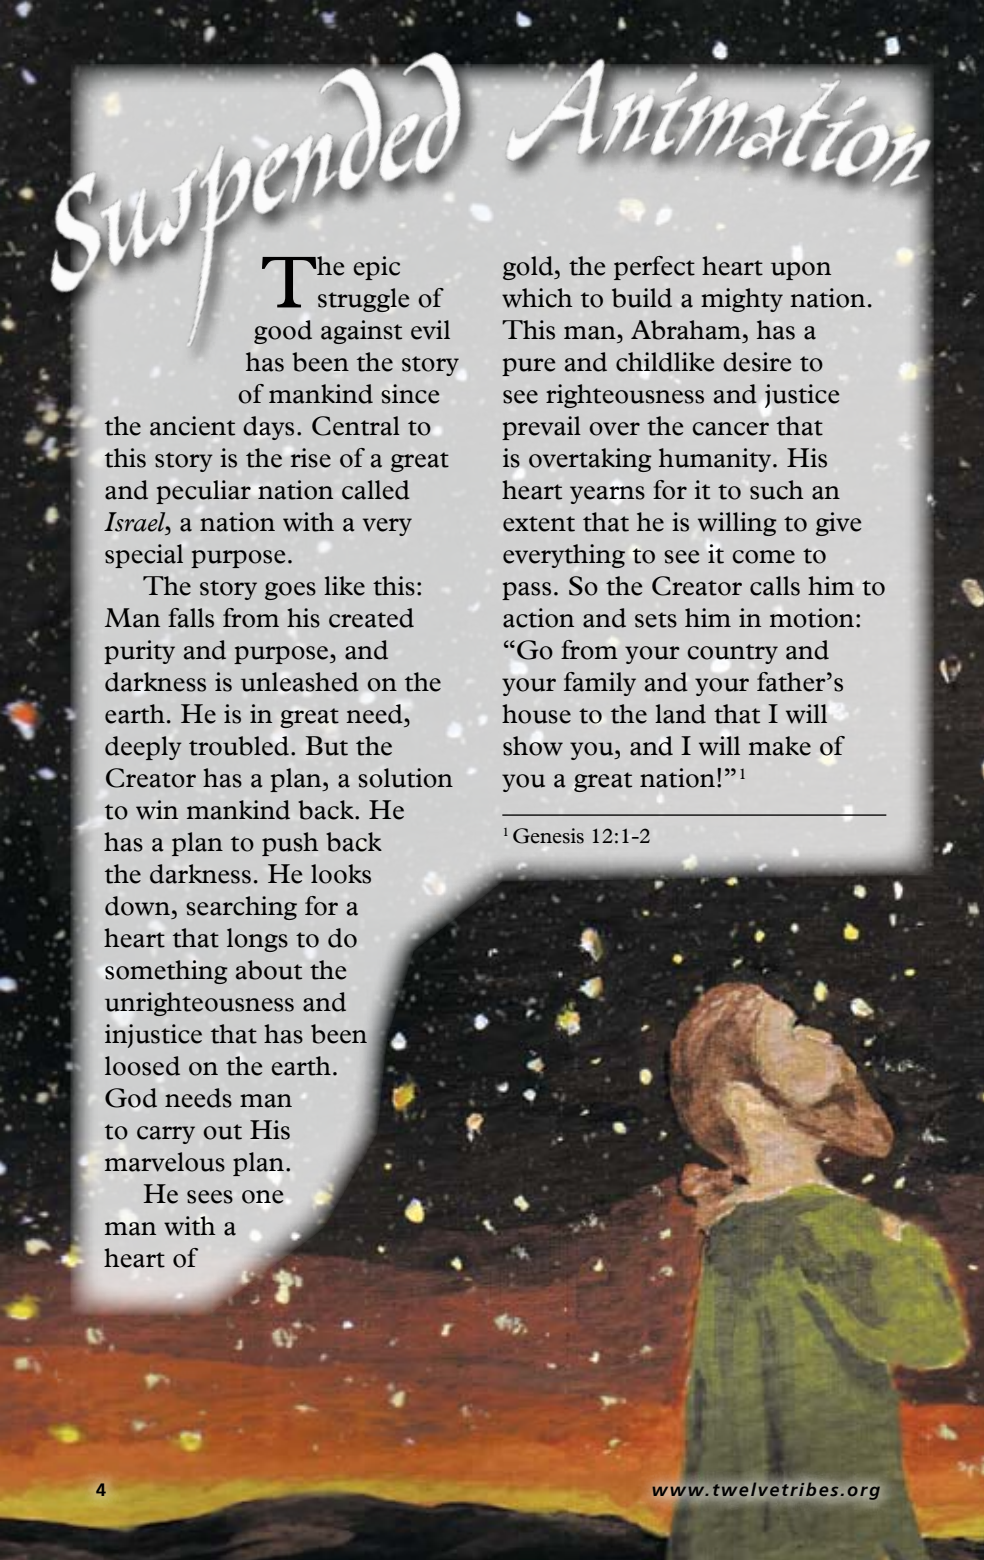 Suspended Animation
The epic
struggle of
good against evil
has been the story
of mankind since
the ancient days. Central to
this story is the rise of a great
and peculiar nation called
Israel, a nation with a very
special purpose.
The story goes like this:
Man falls from his created
purity and purpose, and
darkness is unleashed on the
earth. He is in great need,
deeply troubled. But the
Creator has a plan, a solution
to win mankind back. He
has a plan to push back
the darkness. He looks
down, searching for a
heart that longs to do
something about the
unrighteousness and
injustice that has been
loosed on the earth.
God needs man
to carry out His
marvelous plan.
He sees one
man with a
heart of
gold, the perfect heart upon
which to build a mighty nation.
This man, Abraham, has a
pure and childlike desire to
see righteousness and justice
prevail over the cancer that
is overtaking humanity. His
heart yearns for it to such an
extent that he is willing to give
everything to see it come to
pass. So the Creator calls him to
action and sets him in motion:
“Go from your country and
your family and your father’s
house to the land that I will
show you, and I will make of
you a great nation!”¹
¹ Genesis 12:1-2
4
www.twelvetribes.org